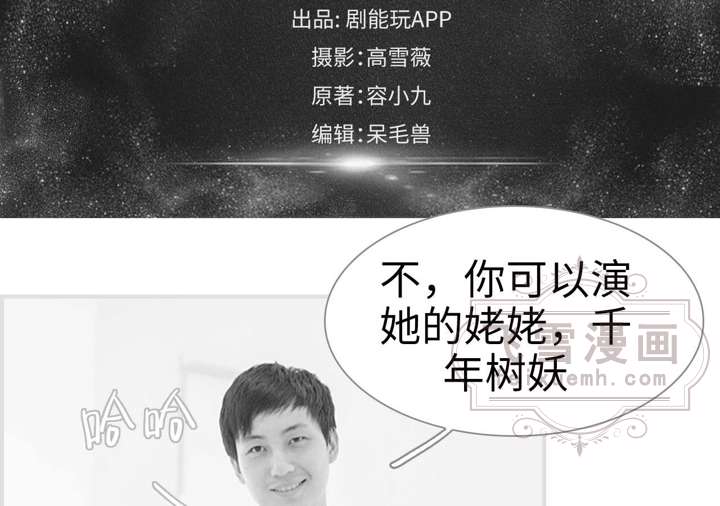 出品: 剧能玩APP
摄影：高雪薇
原著：容小九
编辑：呆毛兽
不，你可以演
她的姥姥，千
年树妖
飞雪漫画
哈哈